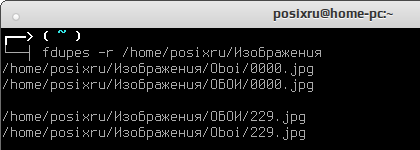 posixru@home-pc:~
┌─> ( ~ )
└─┤ fdupes -r /home/posixru/Изображения
/home/posixru/Изображения/Oboi/0000.jpg
/home/posixru/Изображения/ОБОИ/0000.jpg

/home/posixru/Изображения/ОБОИ/229.jpg
/home/posixru/Изображения/Oboi/229.jpg